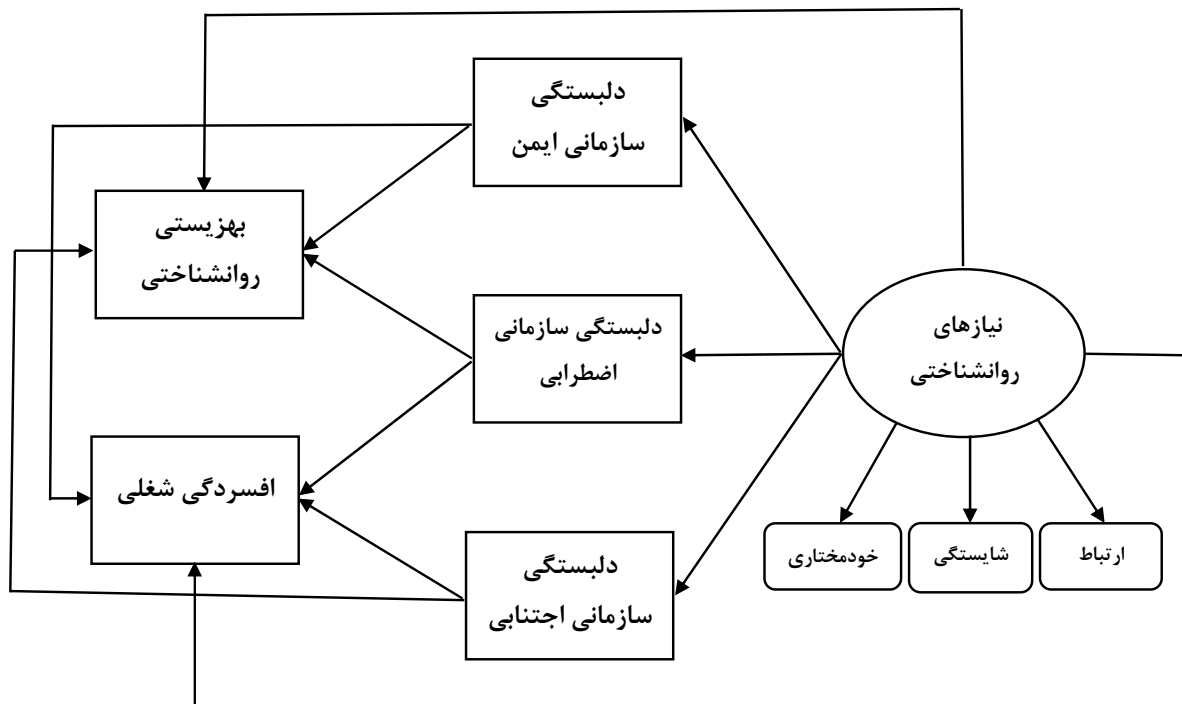 دلبستگی
سازمانی ایمن
بهزیستی
روانشناختی
نیازهای
روانشناختی
دلبستگی سازمانی
اضطرابی
افسردگی شغلی
ارتباط
شایستگی
خودمختاری
دلبستگی
سازمانی اجتنابی